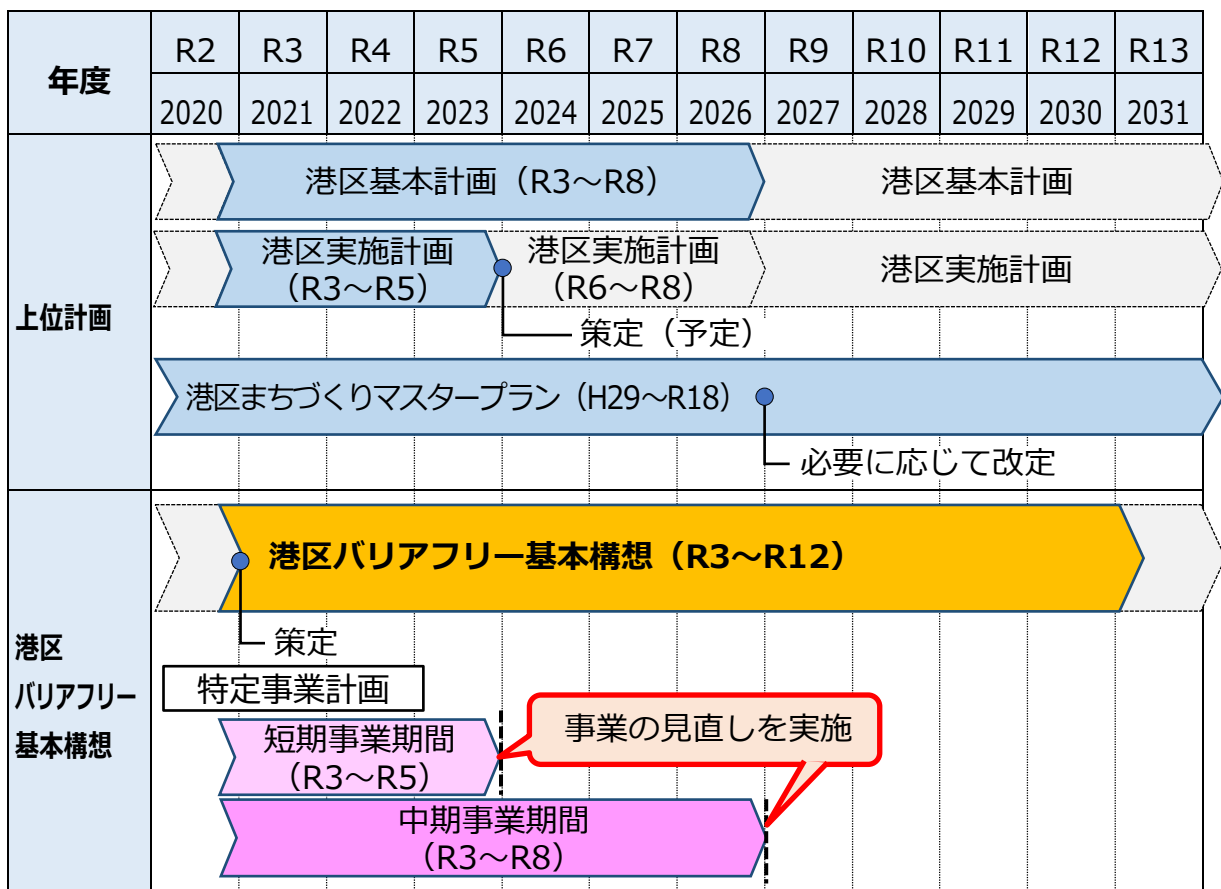 年度
R2 R3 R4 R5 R6 R7 R8 R9 R10 R11 R12 R13
2020 2021 2022 2023 2024 2025 2026 2027 2028 2029 2030 2031
上位計画
港区基本計画（R3～R8）
港区基本計画
港区実施計画
（R3～R5）
港区実施計画
（R6～R8）
港区実施計画
策定（予定）
港区まちづくりマスタープラン（H29～R18）
必要に応じて改定
港区
バリアフリー
基本構想
港区バリアフリー基本構想（R3～R12）
策定
特定事業計画
短期事業期間
（R3～R5）
事業の見直しを実施
中期事業期間
（R3～R8）